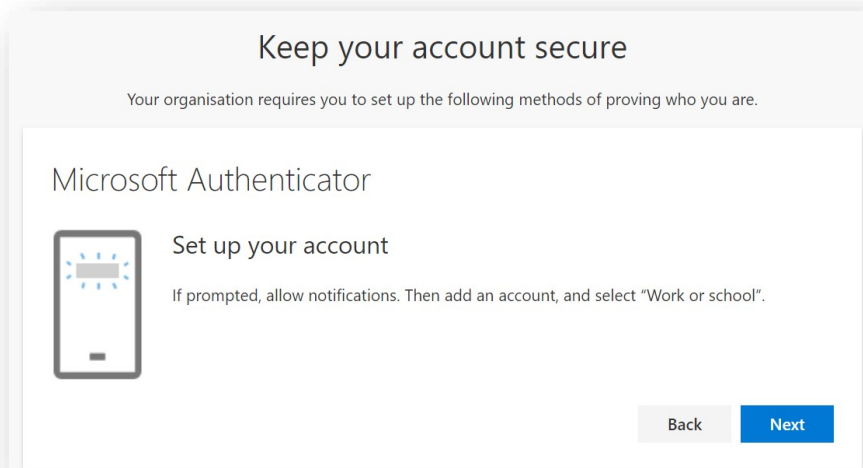 Keep your account secure
Your organisation requires you to set up the following methods of proving who you are.
Microsoft Authenticator
Set up your account
If prompted, allow notifications. Then add an account, and select “Work or school”.
Back
Next